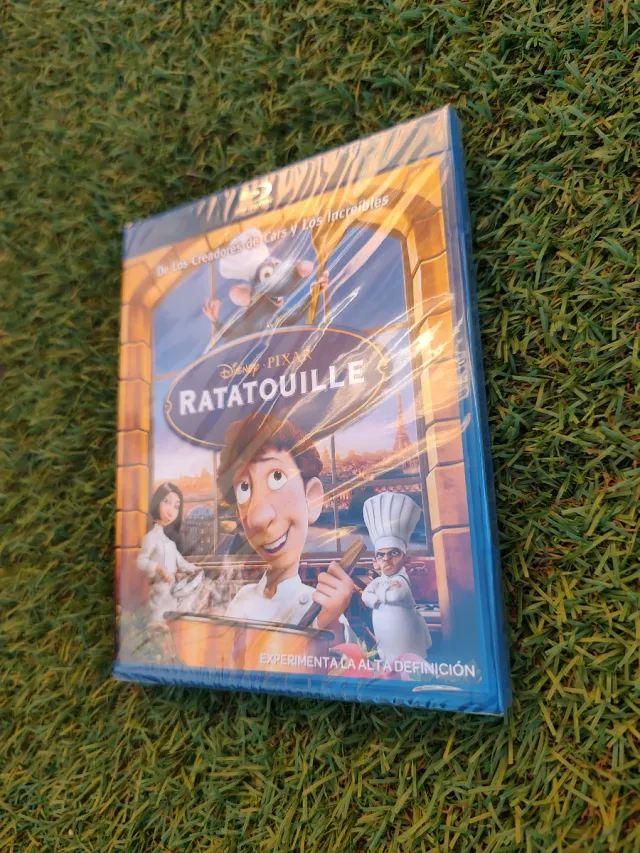 De Los Creadores de Cars y Los Increíbles
DISNEY · PIXAR
RATATOUILLE
EXPERIMENTA LA ALTA DEFINICIÓN